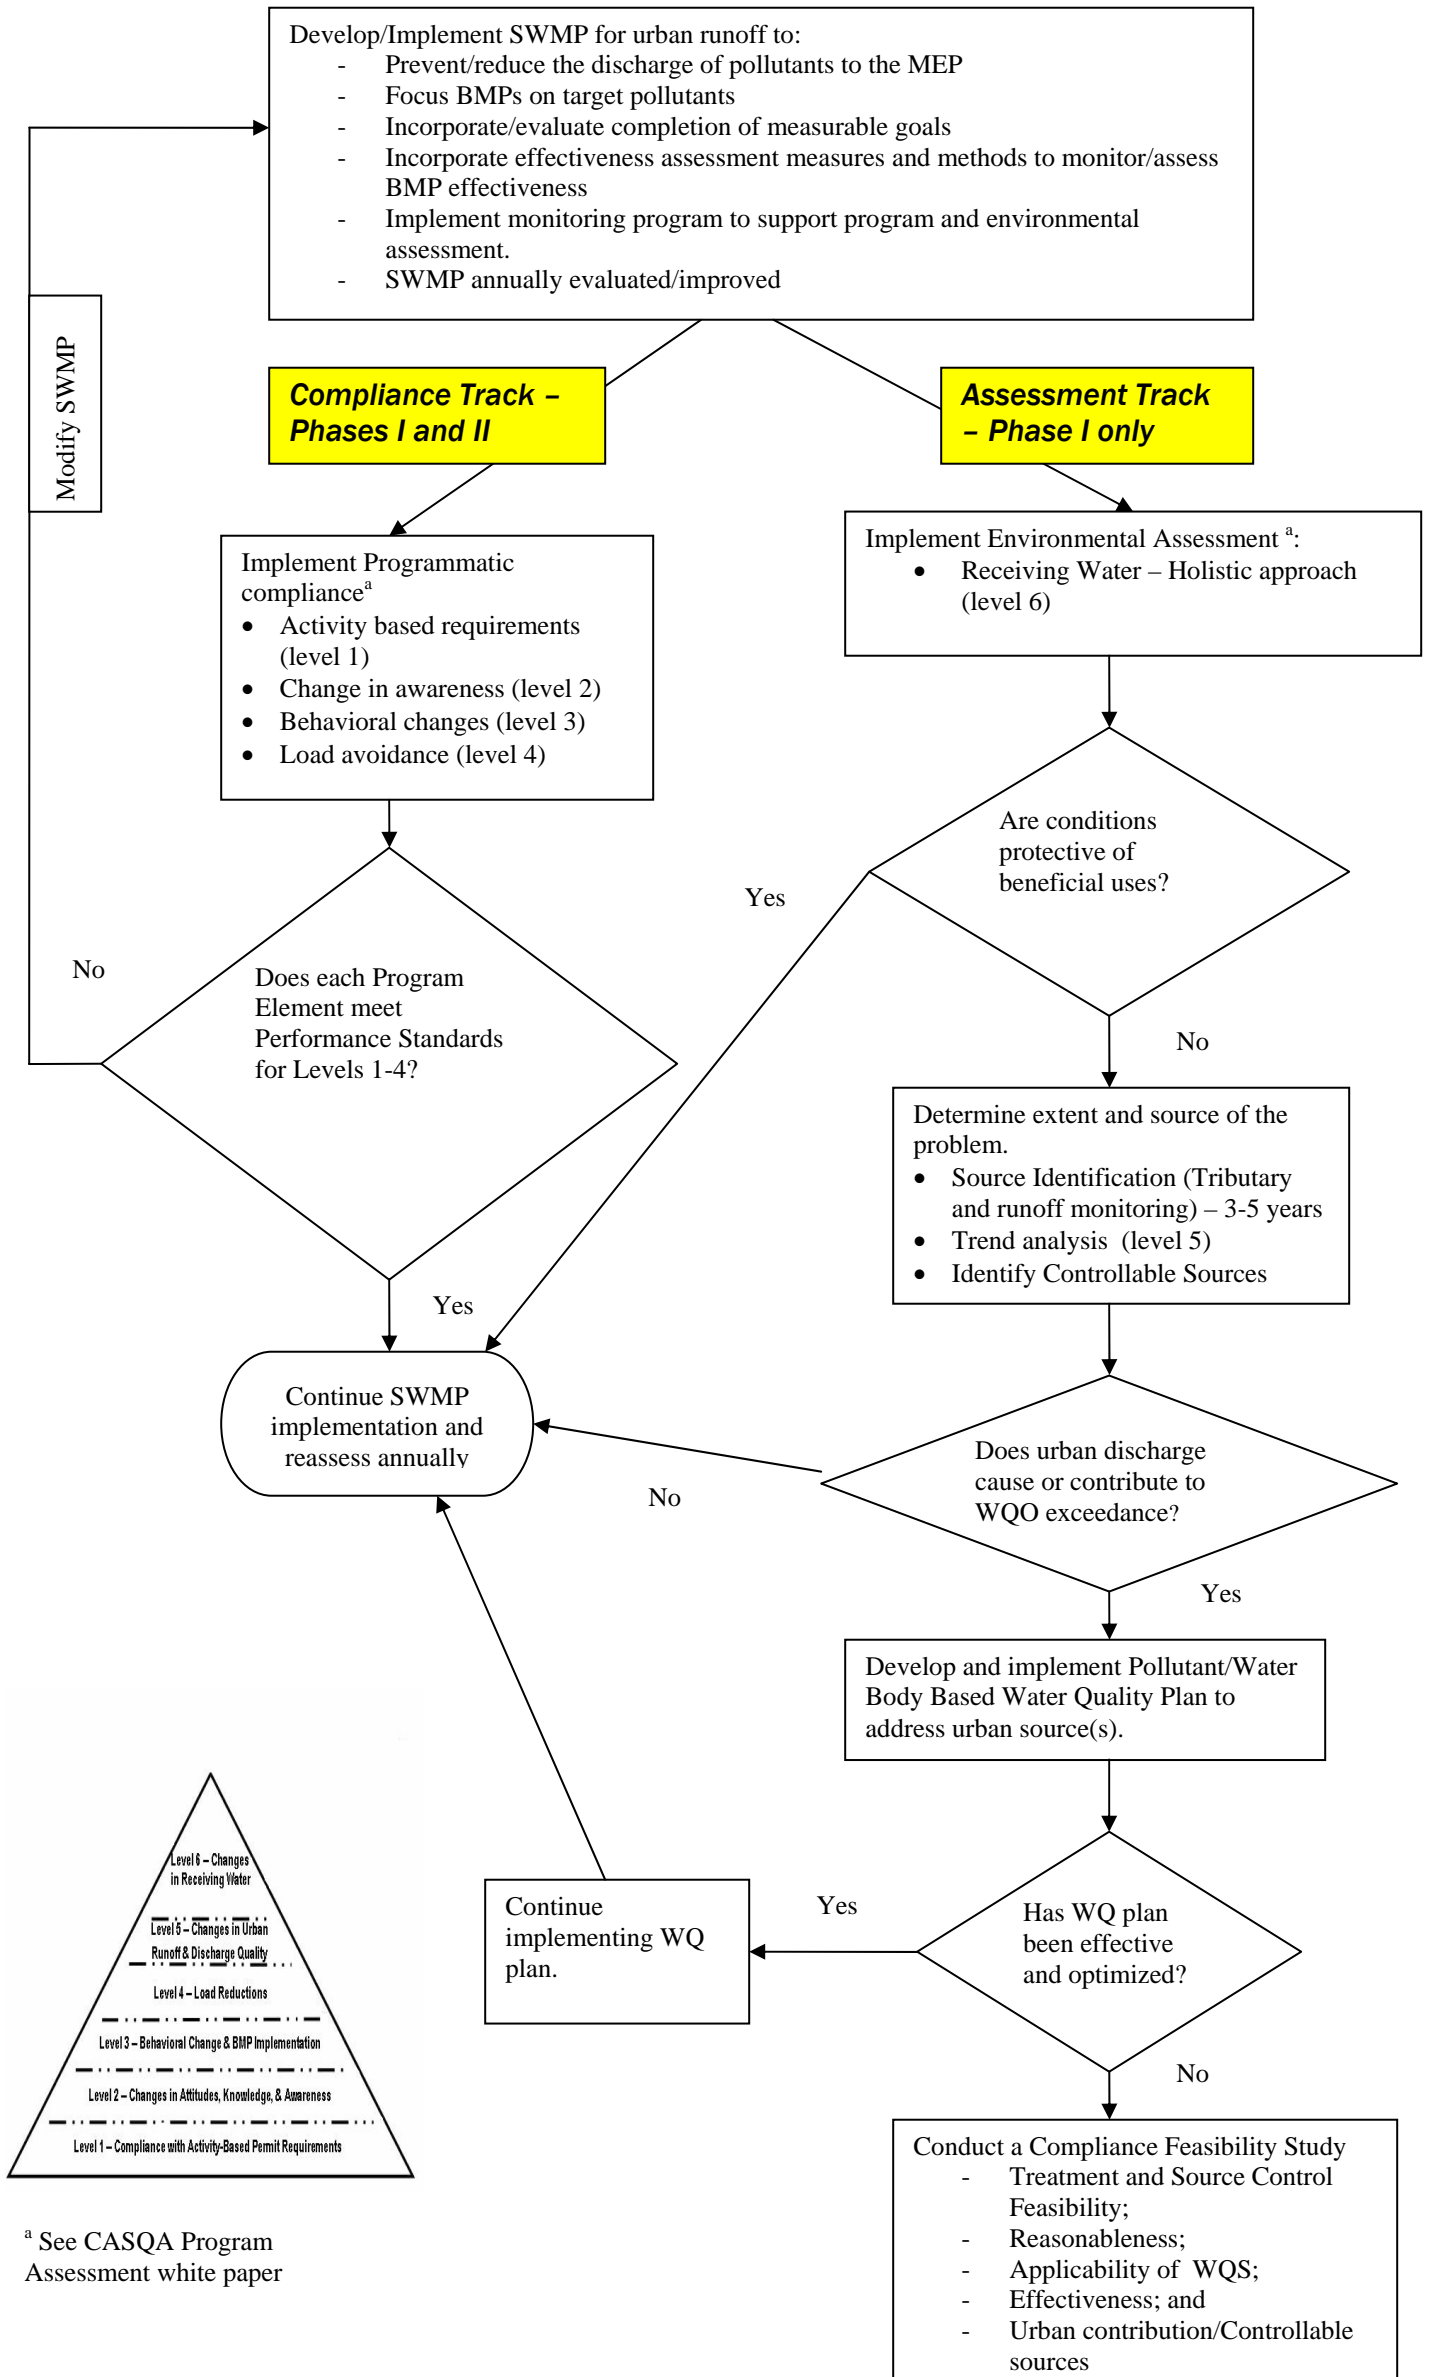 Develop/Implement SWMP for urban runoff to:
- Prevent/reduce the discharge of pollutants to the MEP
- Focus BMPs on target pollutants
- Incorporate/evaluate completion of measurable goals
- Incorporate effectiveness assessment measures and methods to monitor/assess
BMP effectiveness
- Implement monitoring program to support program and environmental
assessment.
- SWMP annually evaluated/improved
Modify SWMP
Compliance Track –
Phases I and II
Assessment Track
– Phase I only
Implement Programmatic
compliance^a
• Activity based requirements
(level 1)
• Change in awareness (level 2)
• Behavioral changes (level 3)
• Load avoidance (level 4)
Implement Environmental Assessment ^a:
• Receiving Water – Holistic approach
(level 6)
Are conditions
protective of
beneficial uses?
Yes
No
Does each Program
Element meet
Performance Standards
for Levels 1-4?
No
Determine extent and source of the
problem.
• Source Identification (Tributary
and runoff monitoring) – 3-5 years
• Trend analysis (level 5)
• Identify Controllable Sources
Yes
Continue SWMP
implementation and
reassess annually
Does urban discharge
cause or contribute to
WQO exceedance?
No
Yes
Develop and implement Pollutant/Water
Body Based Water Quality Plan to
address urban source(s).
Has WQ plan
been effective
and optimized?
Yes
Continue
implementing WQ
plan.
No
Conduct a Compliance Feasibility Study
- Treatment and Source Control
Feasibility;
- Reasonableness;
- Applicability of WQS;
- Effectiveness; and
- Urban contribution/Controllable
sources
Level 6 – Changes
in Receiving Water
Level 5 – Changes in Urban
Runoff & Discharge Quality
Level 4 – Load Reductions
Level 3 – Behavioral Change & BMP Implementation
Level 2 – Changes in Attitudes, Knowledge, & Awareness
Level 1 – Compliance with Activity-Based Permit Requirements
^a See CASQA Program
Assessment white paper